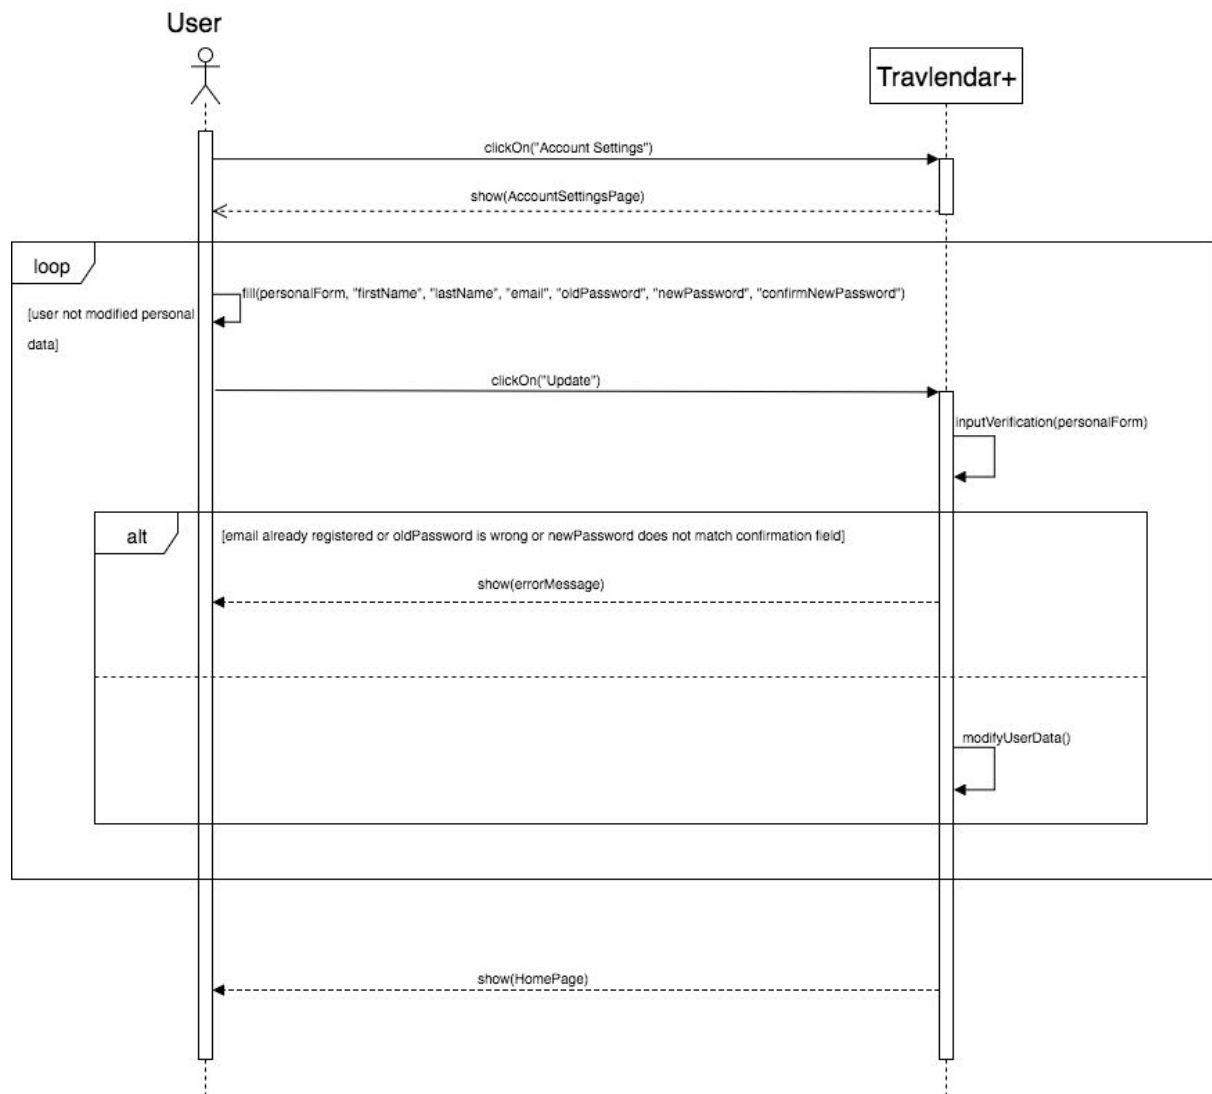 User
Travlendar+
clickOn("Account Settings")
show(AccountSettingsPage)
loop
fill(personalForm, "firstName", "lastName", "email", "oldPassword", "newPassword", "confirmNewPassword")
[user not modified personal
data]
clickOn("Update")
inputVerification(personalForm)
alt
[email already registered or oldPassword is wrong or newPassword does not match confirmation field]
show(errorMessage)
modifyUserData()
show(HomePage)